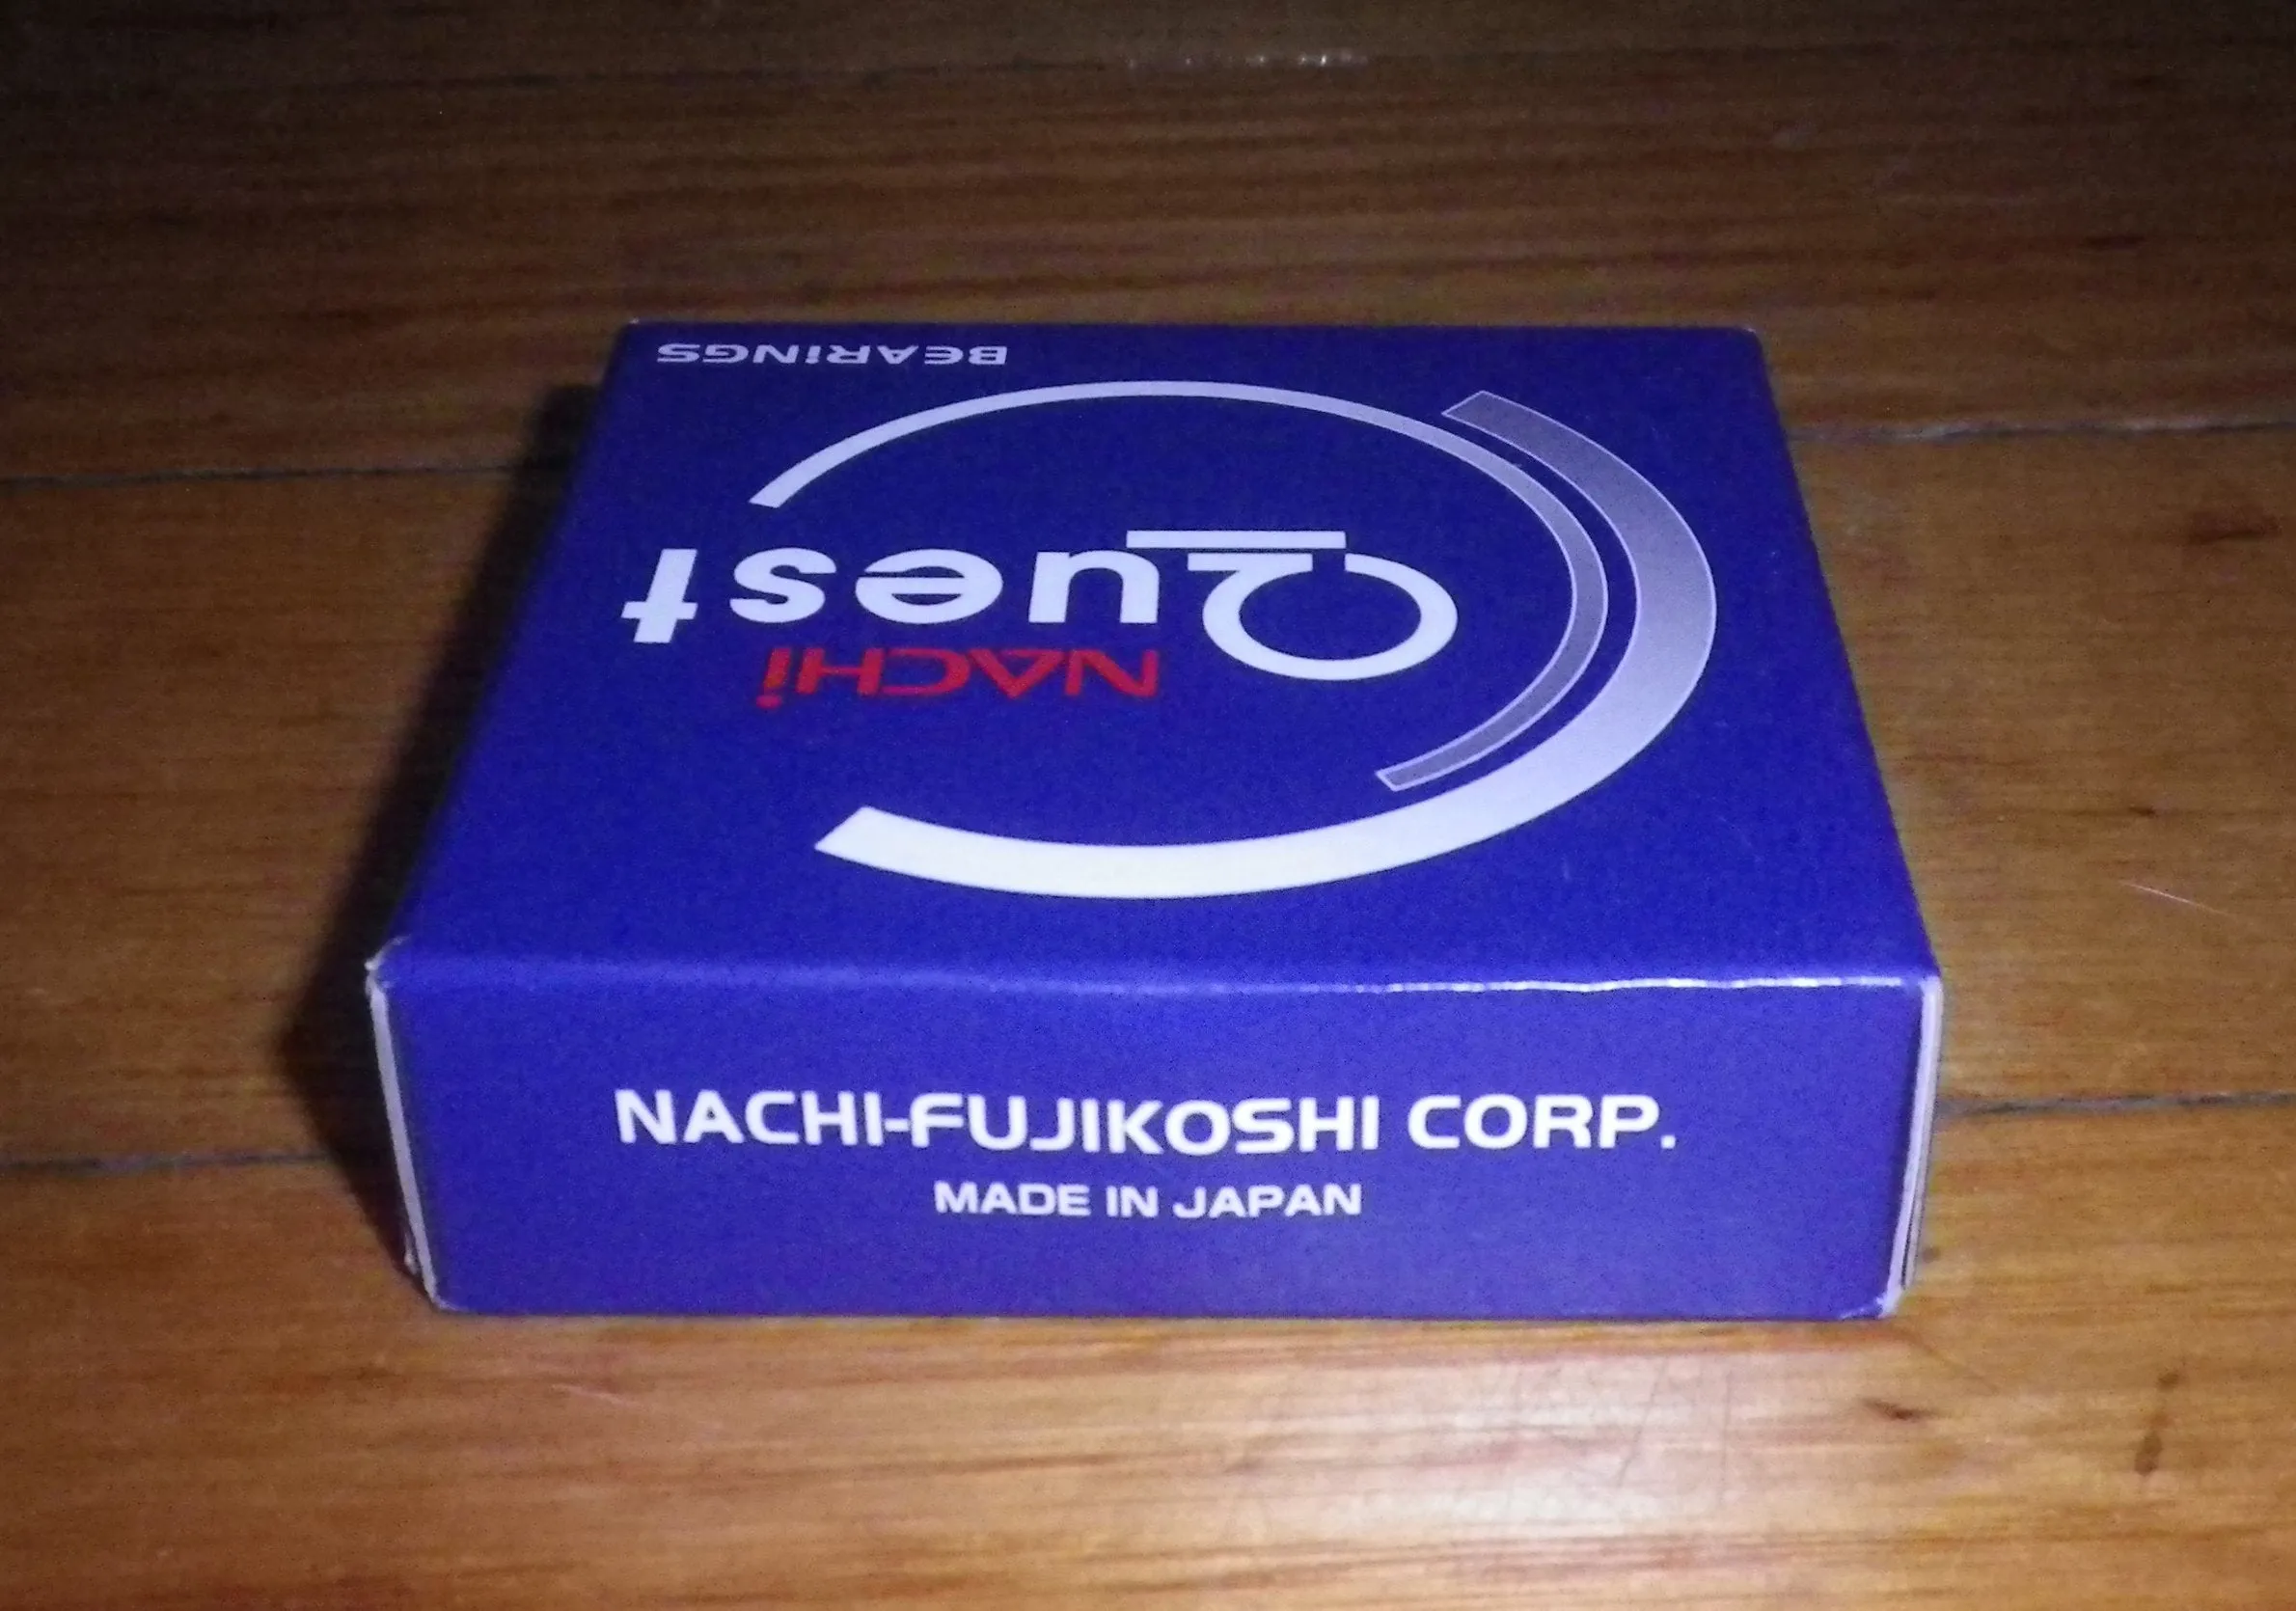 NACHi
Quest
BEARiNGS
NACHI-FUJIKOSHI CORP.
MADE IN JAPAN